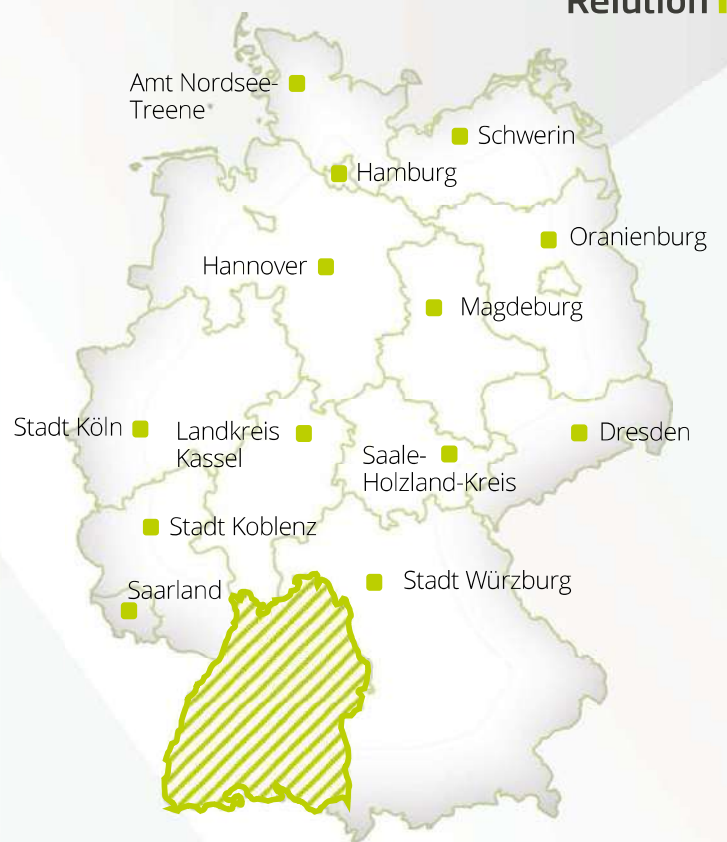 Relution
Amt Nordsee-
Treene
Schwerin
Hamburg
Oranienburg
Hannover
Magdeburg
Stadt Köln
Landkreis
Kassel
Dresden
Saale-
Holzland-Kreis
Stadt Koblenz
Stadt Würzburg
Saarland